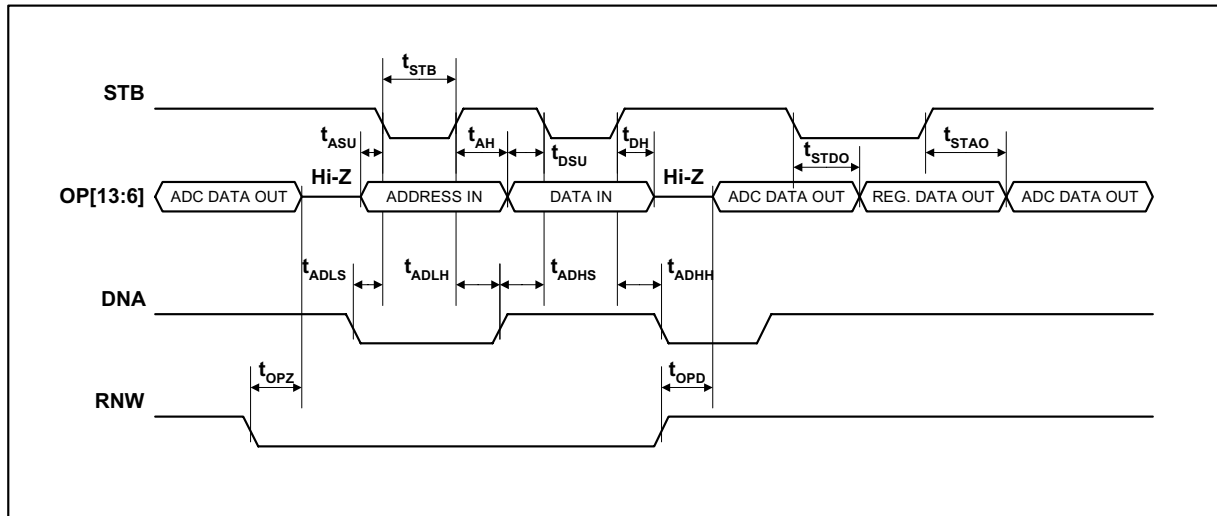 tSTB
STB
tASU
tAH
tDSU
tDH
tSTDO
tSTAO
Hi-Z
Hi-Z
OP[13:6]
ADC DATA OUT
ADDRESS IN
DATA IN
ADC DATA OUT
REG. DATA OUT
ADC DATA OUT
tADLS
tADLH
tADHS
tADHH
DNA
tOPZ
tOPD
RNW